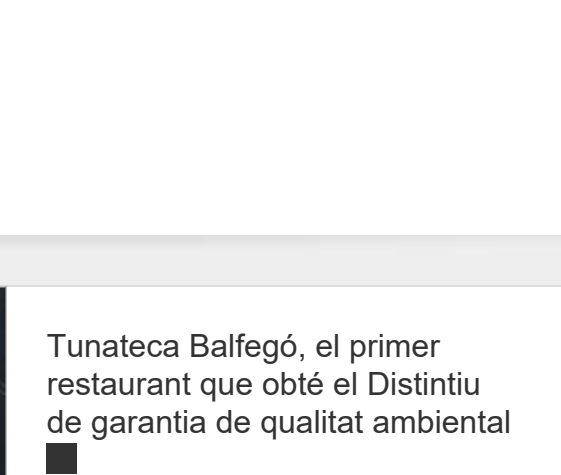 Tunateca Balfegó, el primer
restaurant que obté el Distintiu
de garantia de qualitat ambiental